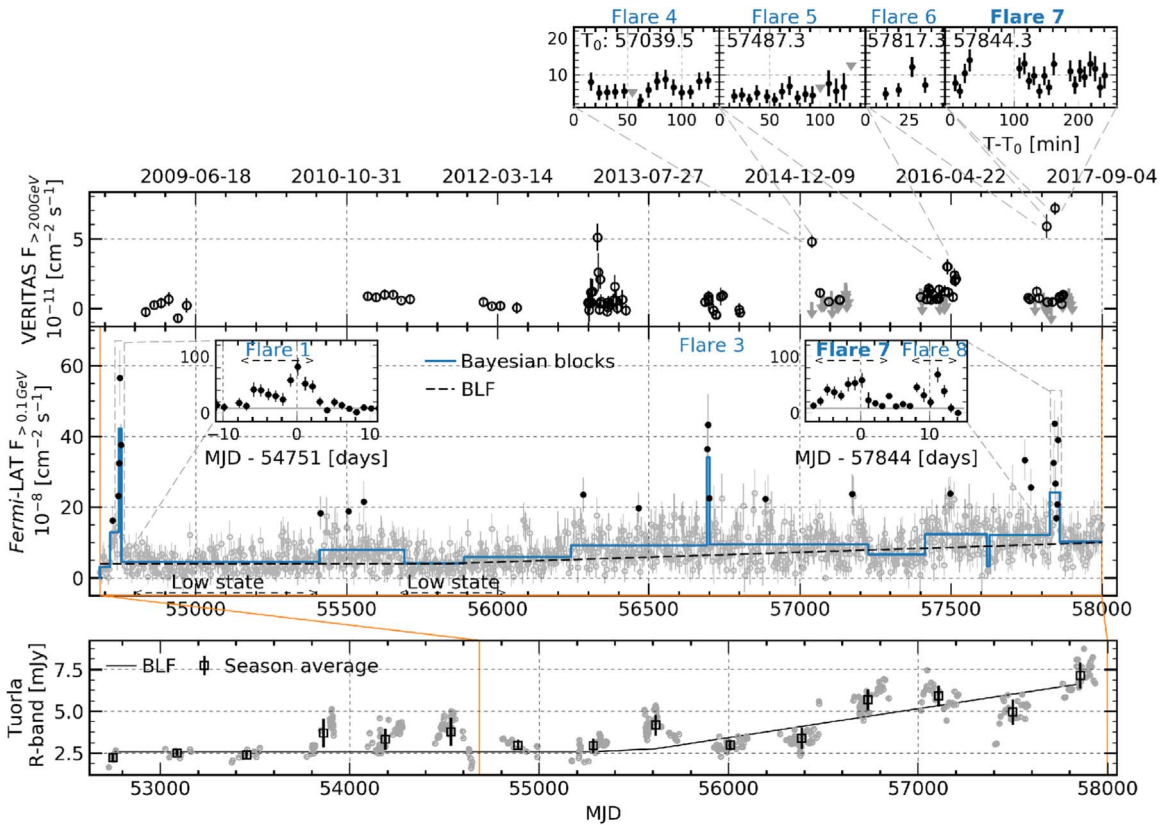 Flare 4 Flare 5 Flare 6 Flare 7
20
10
T₀: 57039.5 57487.3 57817.3 57844.3
0 50 100 0 50 100 0 25 0 100 200
T-T₀ [min]
2009-06-18 2010-10-31 2012-03-14 2013-07-27 2014-12-09 2016-04-22 2017-09-04
VERITAS F>200GeV
10⁻¹¹ [cm⁻² s⁻¹]
5
0
Fermi-LAT F>0.1GeV
10⁻⁸ [cm⁻² s⁻¹]
60
40
20
0
Flare 1
100
0
−10 0 10
MJD - 54751 [days]
Bayesian blocks
BLF
Flare 3
Flare 7 Flare 8
100
0
0 10
MJD - 57844 [days]
Low state Low state
55000 55500 56000 56500 57000 57500 58000
Tuorla
R-band [mJy]
7.5
5.0
2.5
BLF Season average
53000 54000 55000 56000 57000 58000
MJD